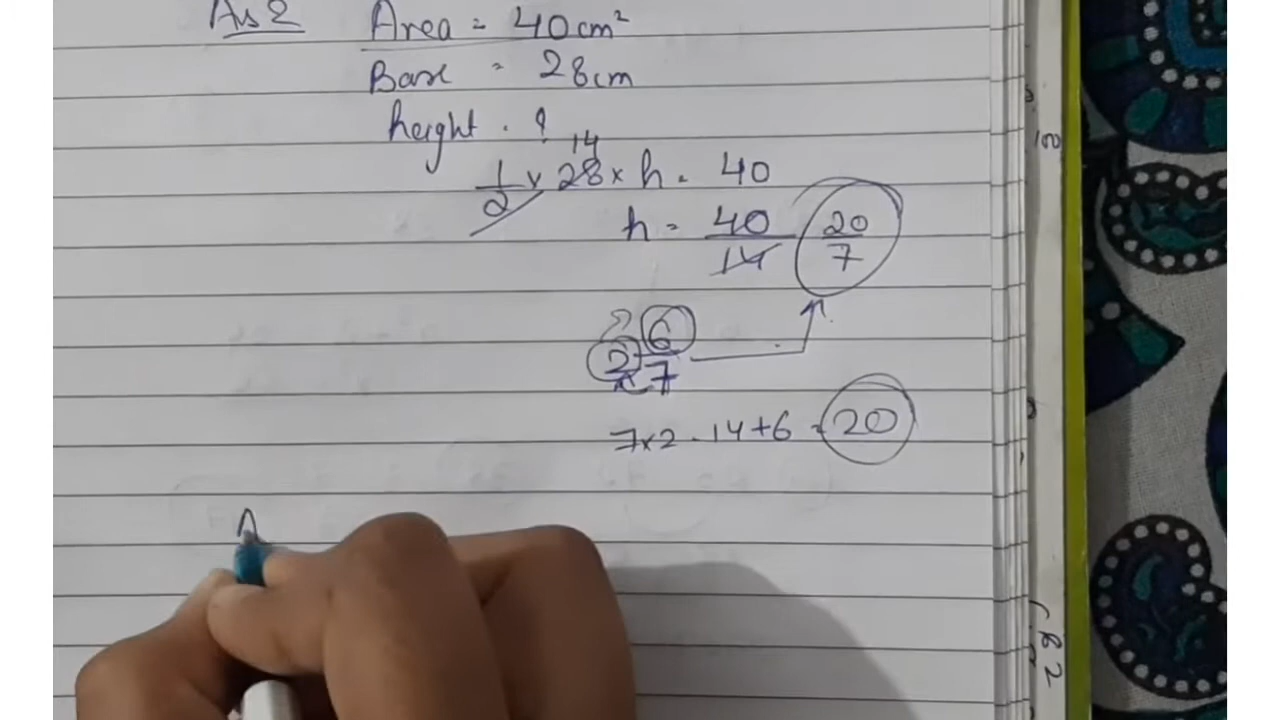 As 2 Area = 40cm²
Base = 28cm
height . ?
14
1/2 × 28 × h = 40
h = 40/14 20/7
2 6/7
7×2 - 14+6 - 20
A